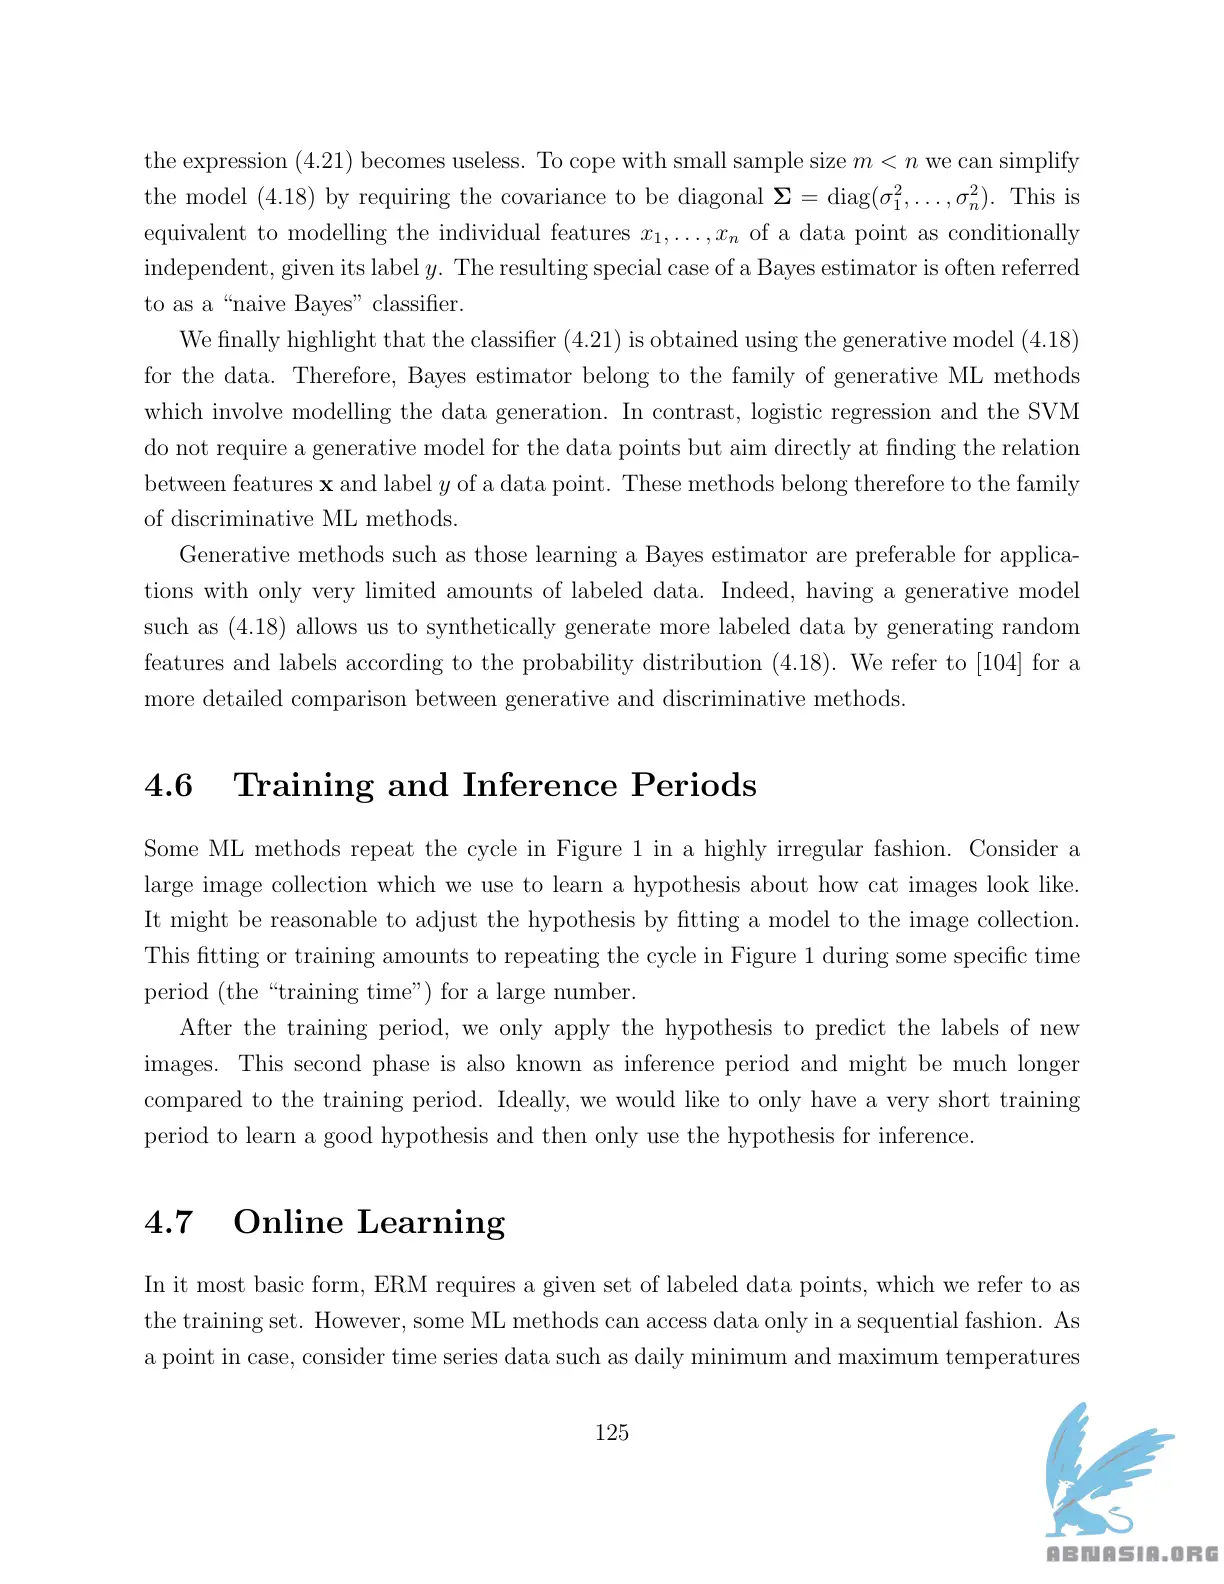 the expression (4.21) becomes useless. To cope with small sample size m < n we can simplify
the model (4.18) by requiring the covariance to be diagonal Σ = diag(σ₁², . . . , σₙ²). This is
equivalent to modelling the individual features x₁, . . . , xₙ of a data point as conditionally
independent, given its label y. The resulting special case of a Bayes estimator is often referred
to as a “naive Bayes” classifier.
We finally highlight that the classifier (4.21) is obtained using the generative model (4.18)
for the data. Therefore, Bayes estimator belong to the family of generative ML methods
which involve modelling the data generation. In contrast, logistic regression and the SVM
do not require a generative model for the data points but aim directly at finding the relation
between features x and label y of a data point. These methods belong therefore to the family
of discriminative ML methods.
Generative methods such as those learning a Bayes estimator are preferable for applica-
tions with only very limited amounts of labeled data. Indeed, having a generative model
such as (4.18) allows us to synthetically generate more labeled data by generating random
features and labels according to the probability distribution (4.18). We refer to [104] for a
more detailed comparison between generative and discriminative methods.
4.6 Training and Inference Periods
Some ML methods repeat the cycle in Figure 1 in a highly irregular fashion. Consider a
large image collection which we use to learn a hypothesis about how cat images look like.
It might be reasonable to adjust the hypothesis by fitting a model to the image collection.
This fitting or training amounts to repeating the cycle in Figure 1 during some specific time
period (the “training time”) for a large number.
After the training period, we only apply the hypothesis to predict the labels of new
images. This second phase is also known as inference period and might be much longer
compared to the training period. Ideally, we would like to only have a very short training
period to learn a good hypothesis and then only use the hypothesis for inference.
4.7 Online Learning
In it most basic form, ERM requires a given set of labeled data points, which we refer to as
the training set. However, some ML methods can access data only in a sequential fashion. As
a point in case, consider time series data such as daily minimum and maximum temperatures
125
ABNASIA.ORG